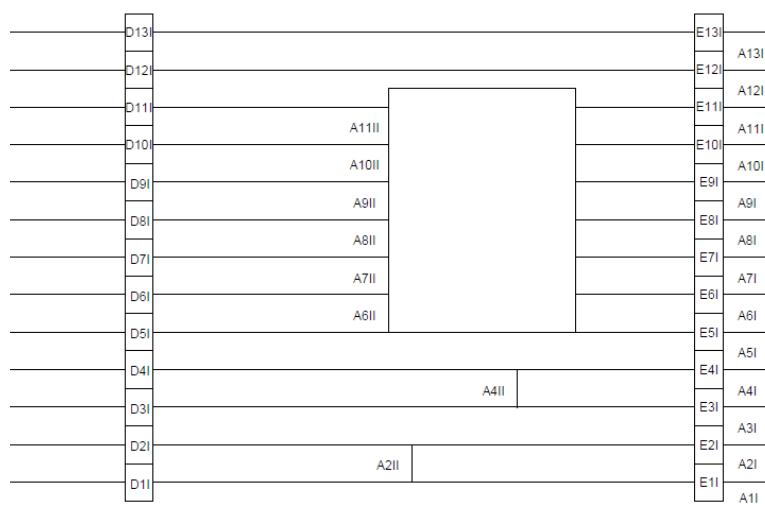 D13I E13I
A13I
D12I E12I
A12I
D11I E11I
A11II A11I
D10I E10I
A10II A10I
D9I E9I
A9II A9I
D8I E8I
A8II A8I
D7I E7I
A7II A7I
D6I E6I
A6II A6I
D5I E5I
A5I
D4I E4I
A4II A4I
D3I E3I
A3I
D2I E2I
A2II A2I
D1I E1I
A1I